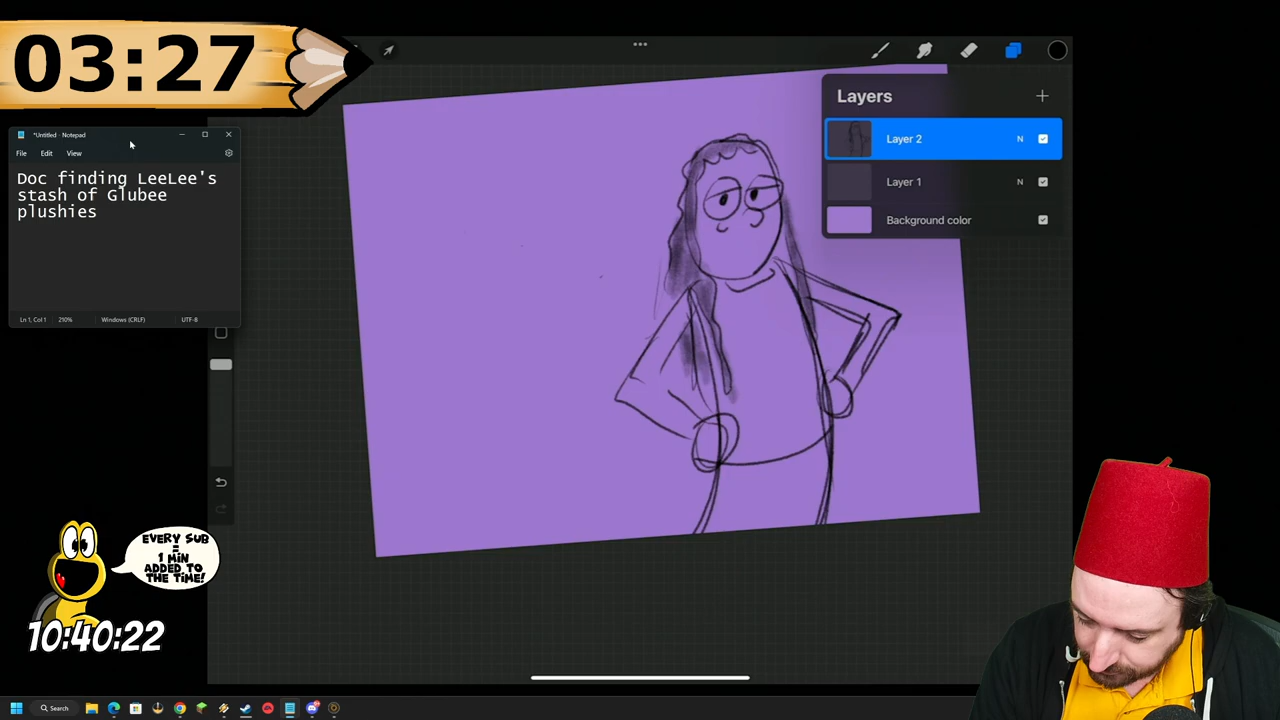 03:27
*Untitled - Notepad
File Edit View
Doc finding LeeLee's
stash of Glubee
plushies
Ln 1, Col 1 210% Windows (CRLF) UTF-8
Layers
Layer 2 N
Layer 1 N
Background color
EVERY SUB
=
1 MIN
ADDED TO
THE TIME!
10:40:22
Search